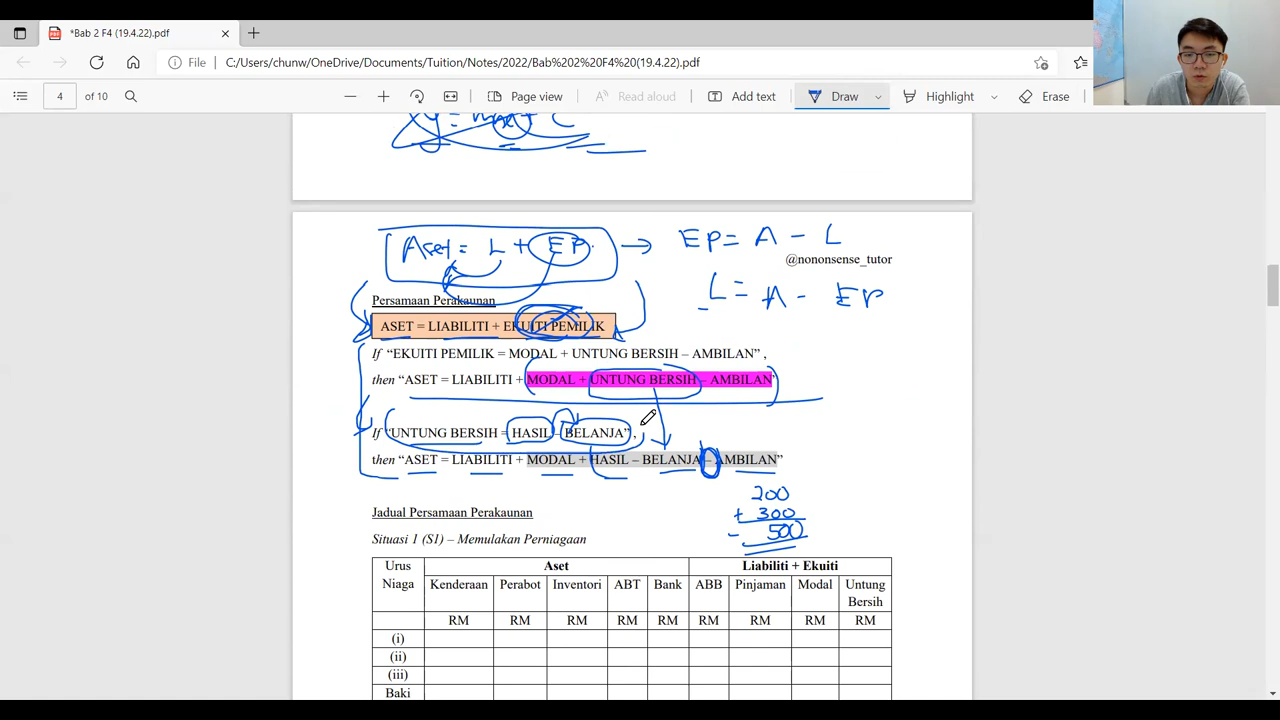 *Bab 2 F4 (19.4.22).pdf
File C:/Users/chunw/OneDrive/Documents/Tuition/Notes%202022/Bab%202%20F4%20(19.4.22).pdf
4 of 10 Page view Read aloud Add text Draw Highlight Erase
Aset = L + EP → EP = A - L
@nononsense_tutor
L = A - EP
Persamaan Perakaunan
ASET = LIABILITI + EKUITI PEMILIK
If “EKUITI PEMILIK = MODAL + UNTUNG BERSIH – AMBILAN” ,
then “ASET = LIABILITI + MODAL + UNTUNG BERSIH – AMBILAN”
If “UNTUNG BERSIH = HASIL – BELANJA” ,
then “ASET = LIABILITI + MODAL + HASIL – BELANJA – AMBILAN”
200
+ 300
- 500
Jadual Persamaan Perakaunan
Situasi 1 (S1) – Memulakan Perniagaan
Urus Niaga Aset Liabiliti + Ekuiti
Kenderaan Perabot Inventori ABT Bank ABB Pinjaman Modal Untung Bersih
RM RM RM RM RM RM RM RM RM
(i)
(ii)
(iii)
Baki